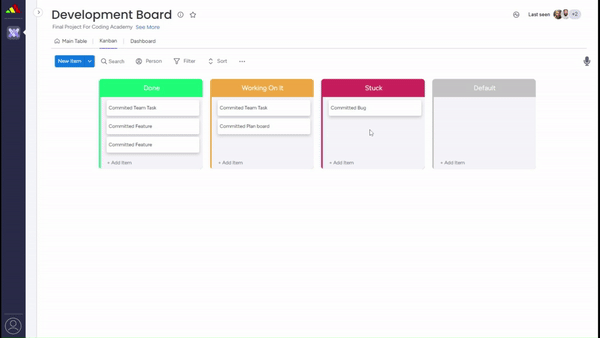 Development Board
Final Project For Coding Academy. See More
Last seen +2
Main Table Kanban Dashboard
New Item Search Person Filter Sort
Done Working On It Stuck Default
Committed Team Task Committed Team Task Committed Bug
Committed Feature Committed Plan board
Committed Feature
+ Add Item + Add Item + Add Item + Add Item